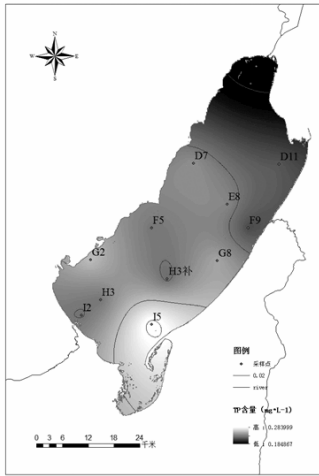 N
W
E
S
D7
D11
E8
F5
F9
G2
G8
H3补
H3
I2
I5
图例
采样点
0.02
river
TP含量 (mg*L-1)
高 : 0.203999
低 : 0.184867
0 3 6 12 18 24
千米